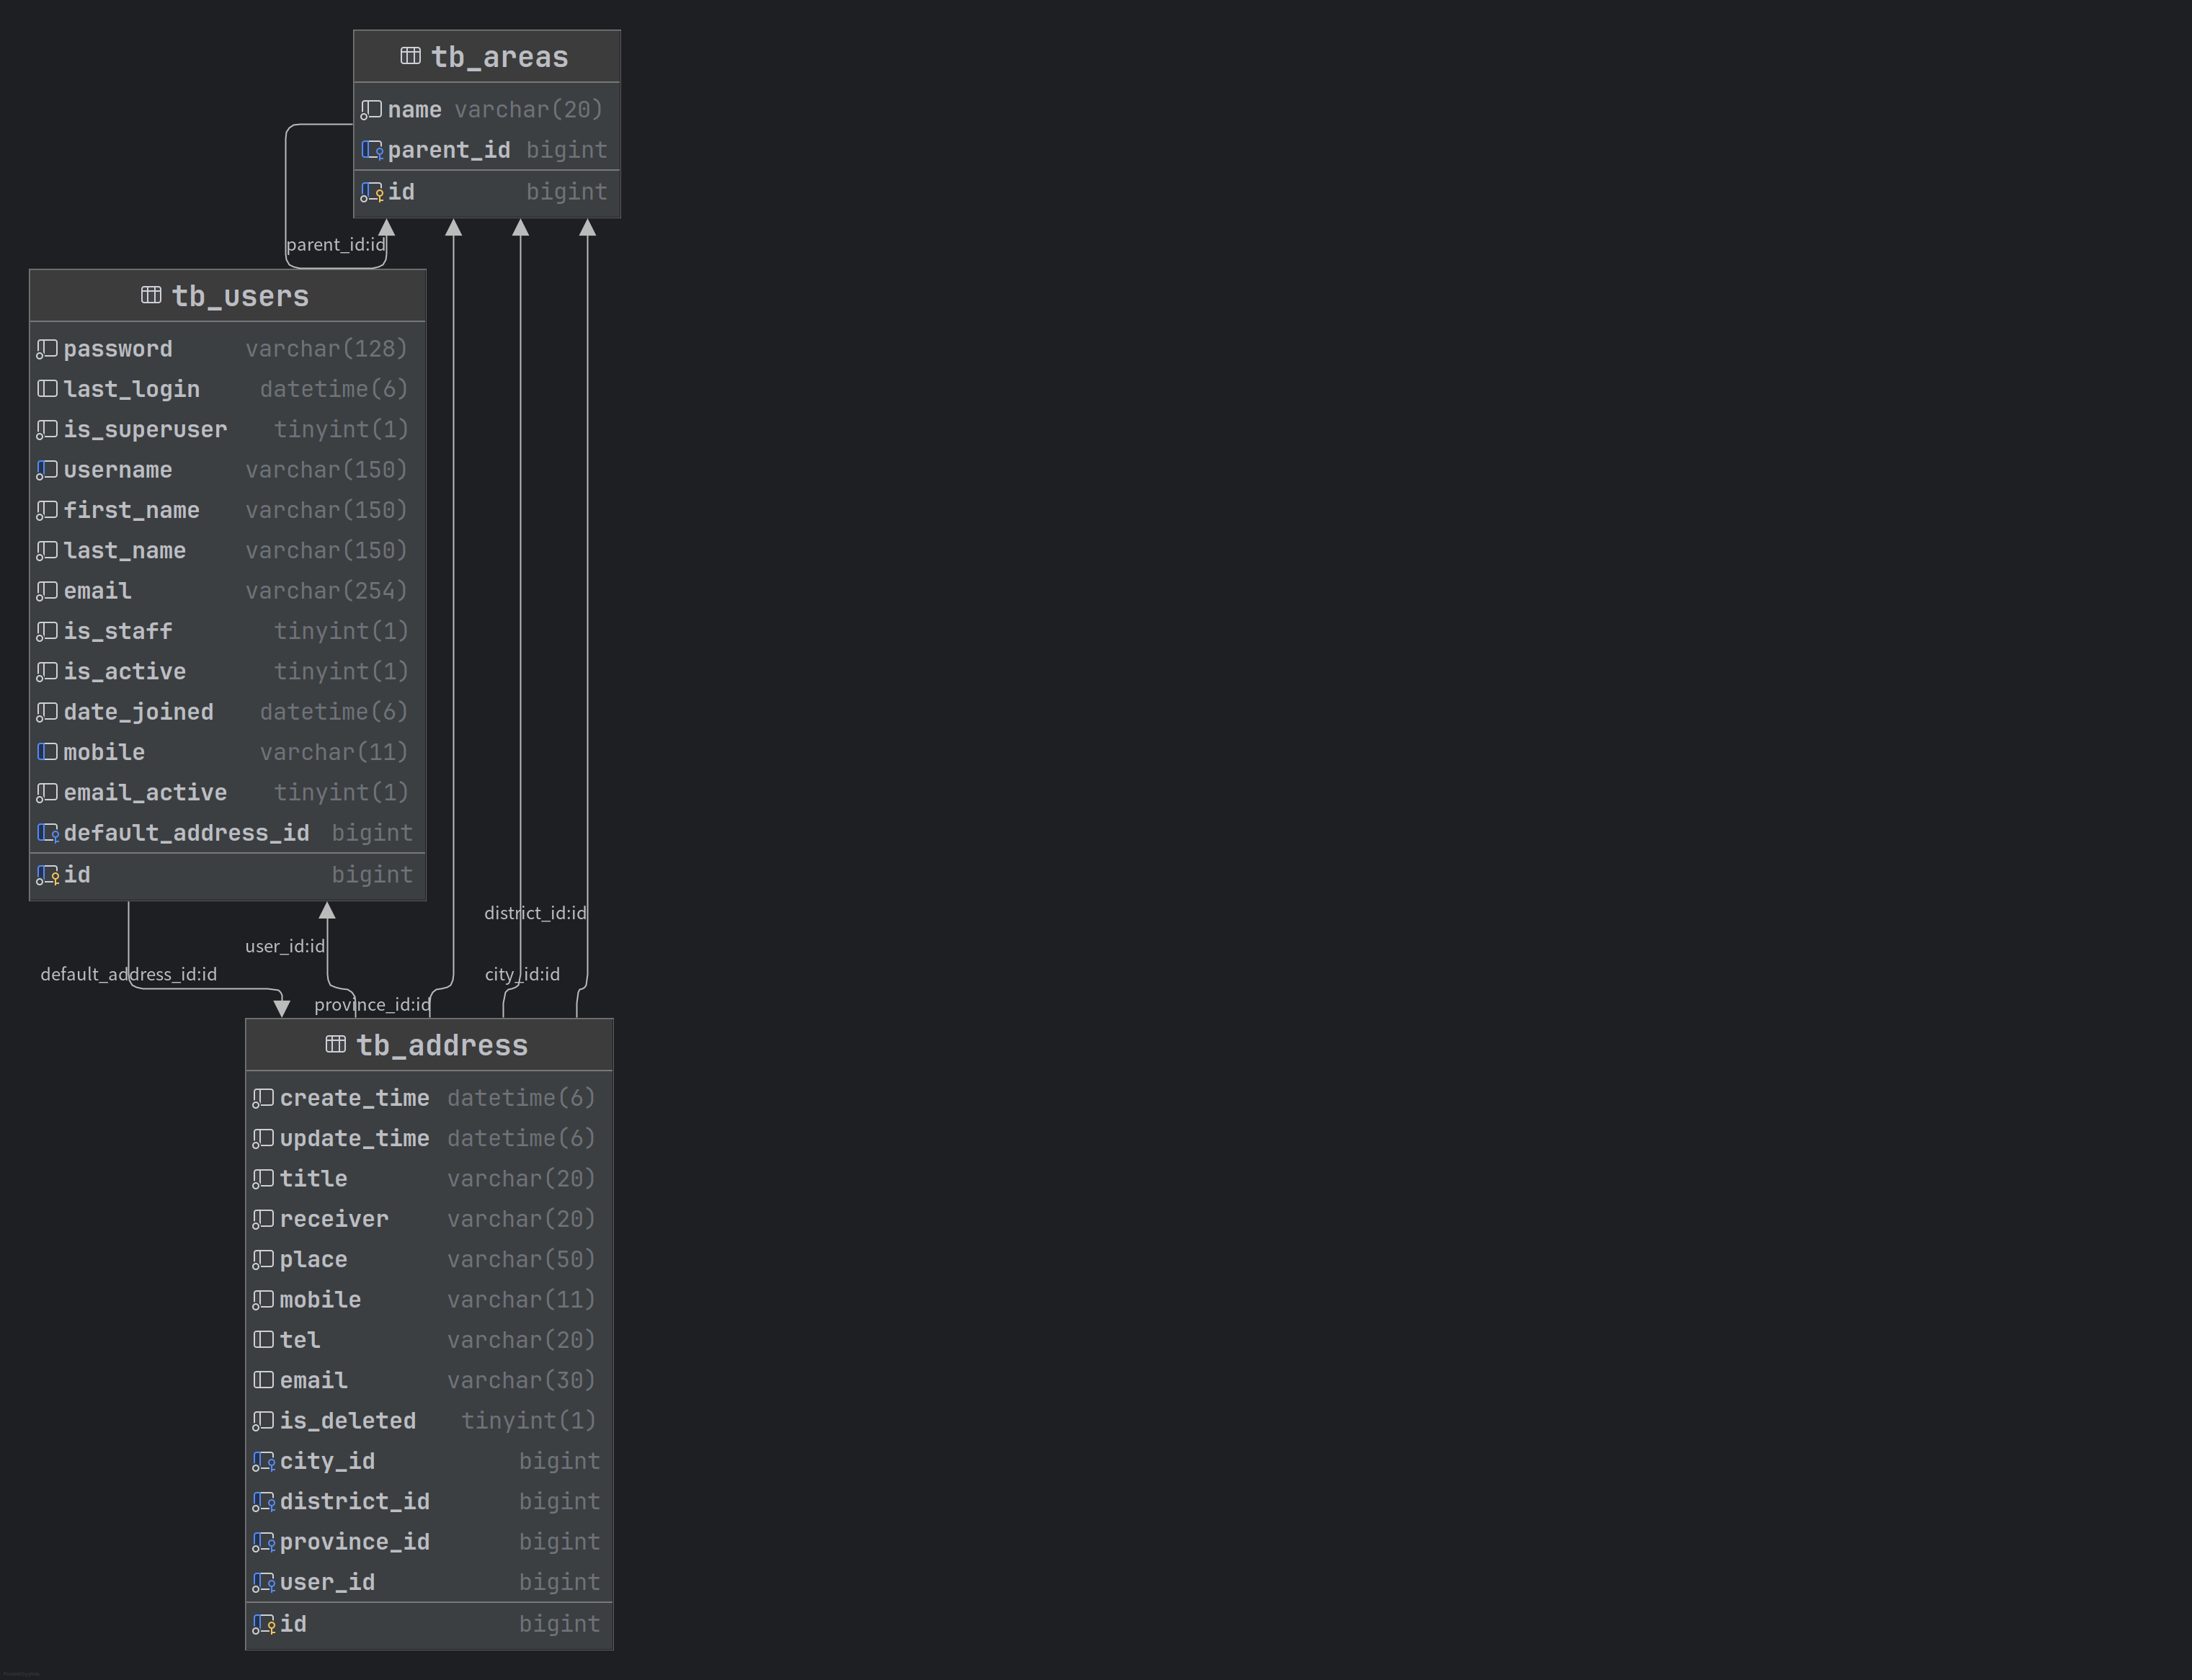 tb_areas
name varchar(20)
parent_id bigint
id bigint
parent_id:id
tb_users
password varchar(128)
last_login datetime(6)
is_superuser tinyint(1)
username varchar(150)
first_name varchar(150)
last_name varchar(150)
email varchar(254)
is_staff tinyint(1)
is_active tinyint(1)
date_joined datetime(6)
mobile varchar(11)
email_active tinyint(1)
default_address_id bigint
id bigint
district_id:id
user_id:id
default_address_id:id
city_id:id
province_id:id
tb_address
create_time datetime(6)
update_time datetime(6)
title varchar(20)
receiver varchar(20)
place varchar(50)
mobile varchar(11)
tel varchar(20)
email varchar(30)
is_deleted tinyint(1)
city_id bigint
district_id bigint
province_id bigint
user_id bigint
id bigint